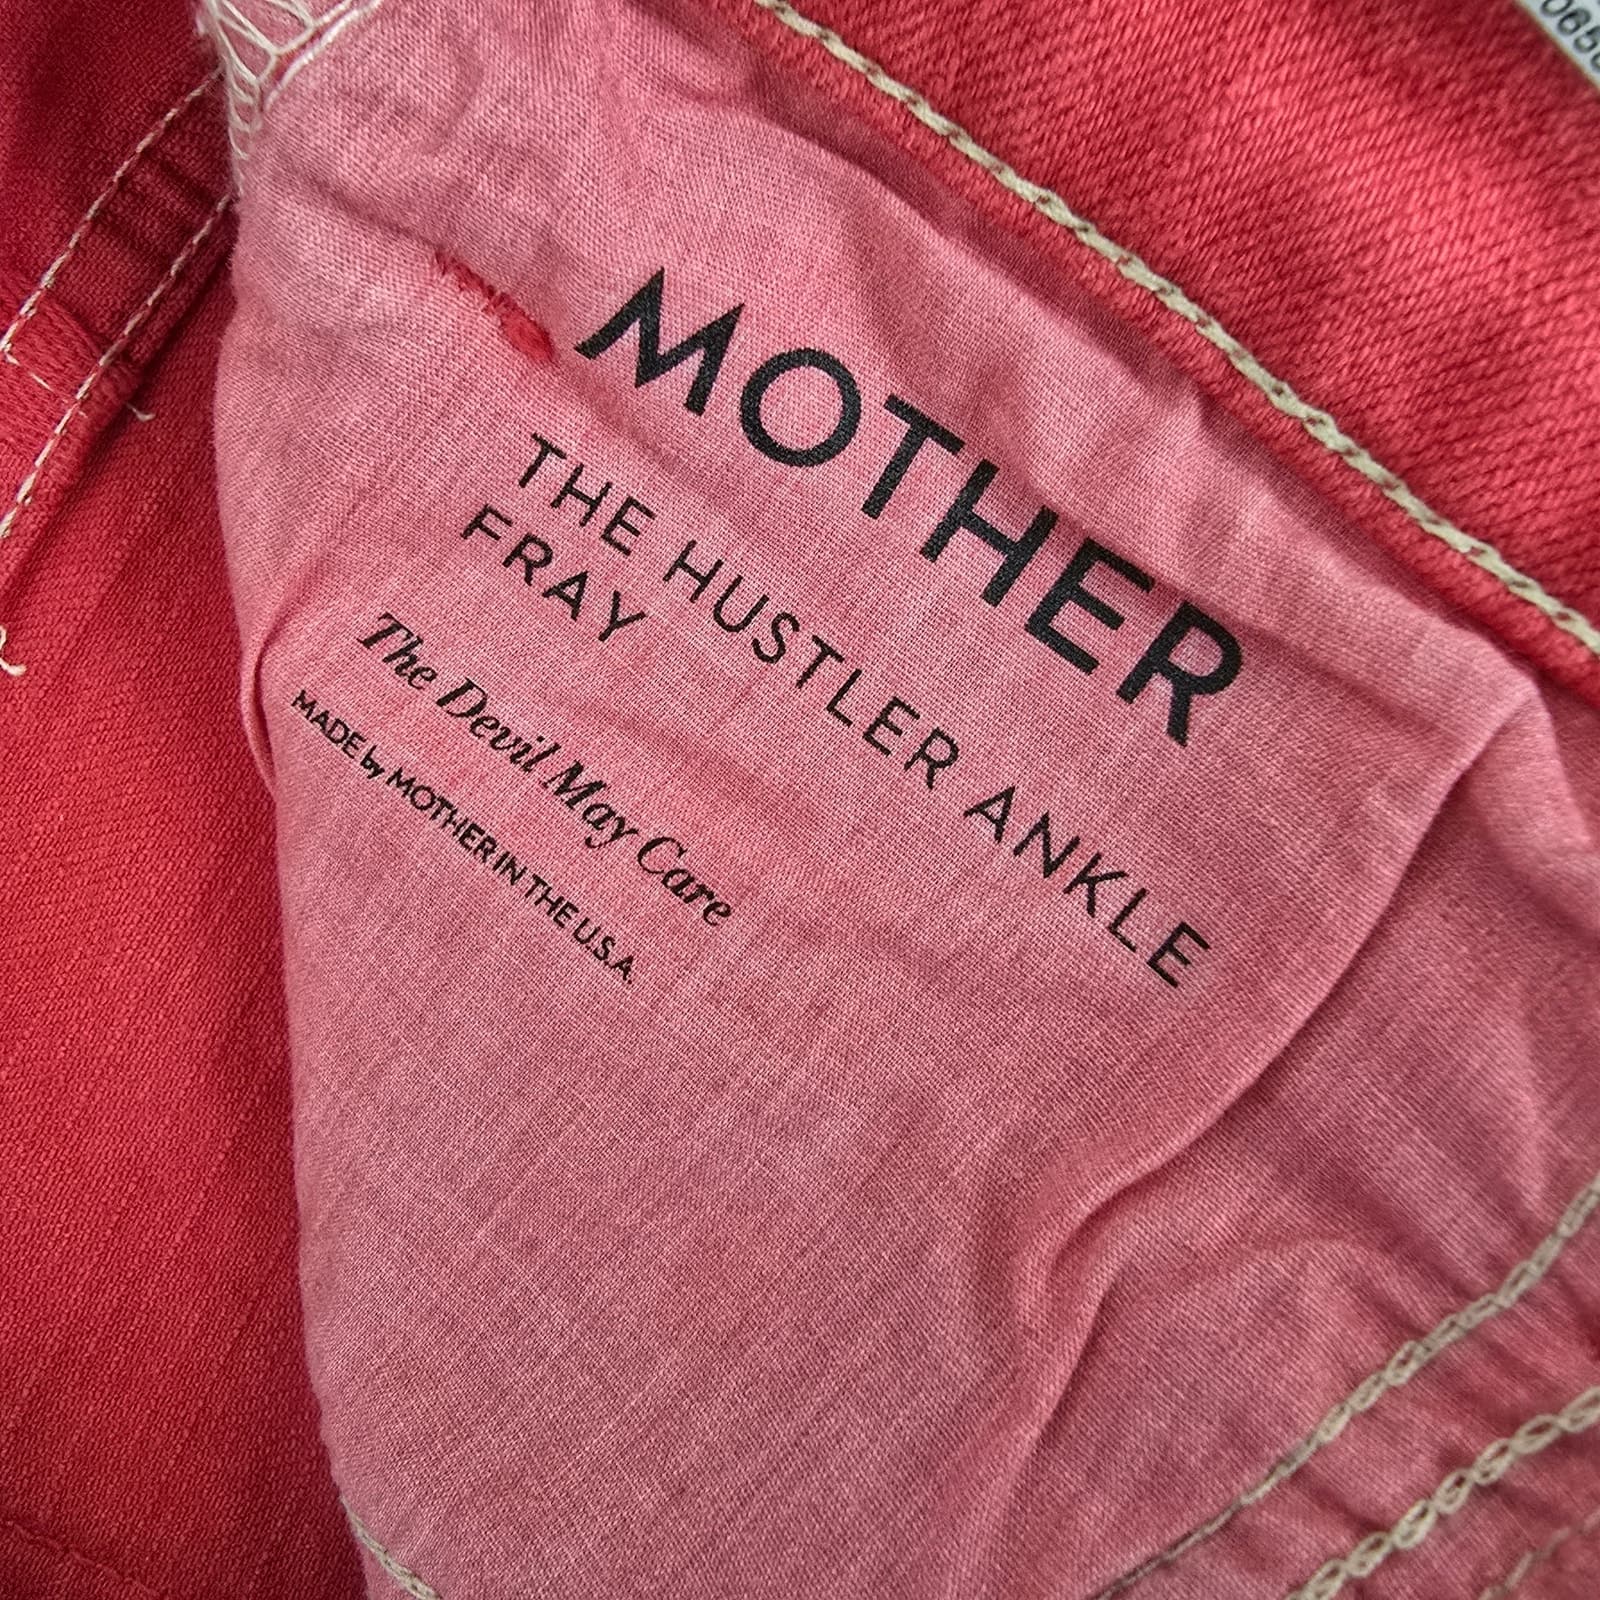 MOTHER
THE HUSTLER ANKLE
FRAY
The Devil May Care
MADE by MOTHER IN THE U.S.A.